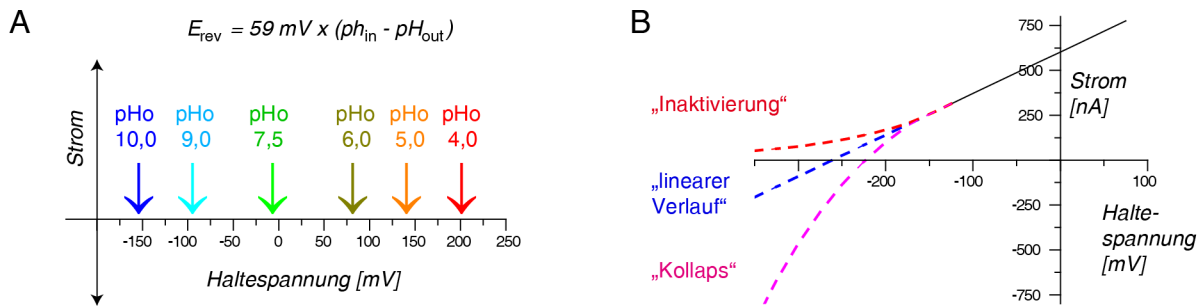 A
E_rev = 59 mV x (ph_in - pH_out)
Strom
pHo 10,0
pHo 9,0
pHo 7,5
pHo 6,0
pHo 5,0
pHo 4,0
-150 -100 -50 0 50 100 150 200 250
Haltespannung [mV]
B
„Inaktivierung“
„linearer
Verlauf“
„Kollaps“
750
500
250
-250
-500
-750
-200 -100 100
Strom
[nA]
Halte-
spannung
[mV]